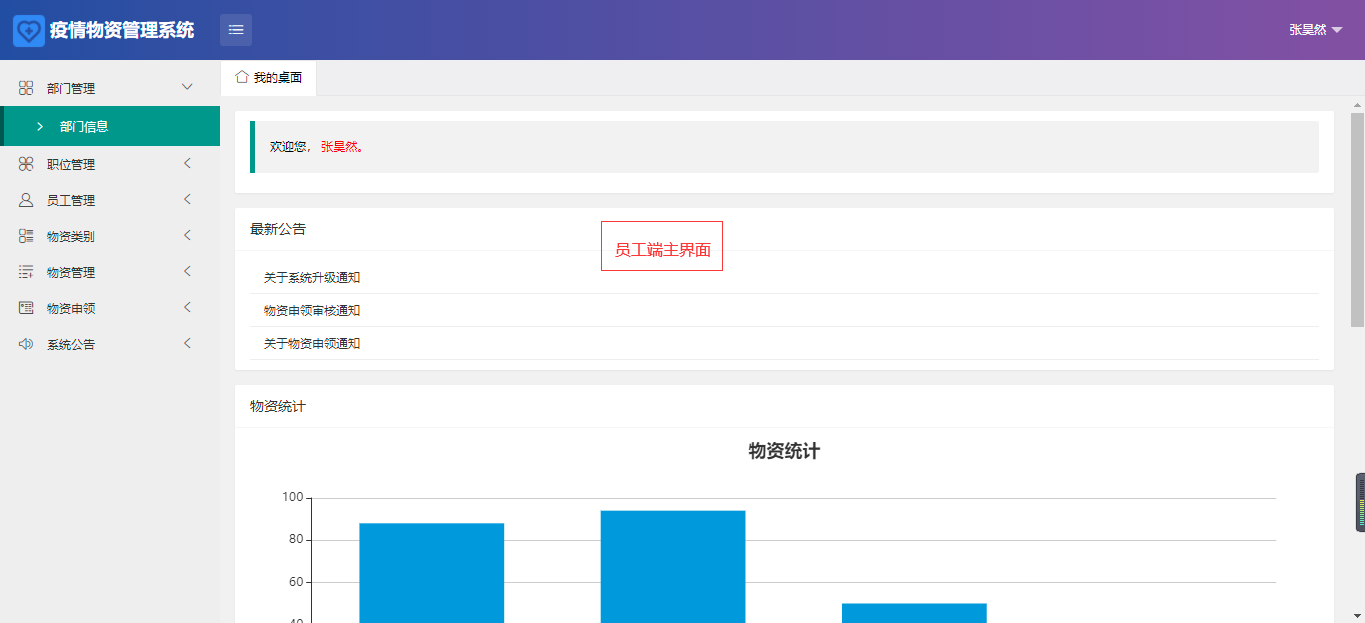 疫情物资管理系统
张昊然
部门管理
部门信息
职位管理
员工管理
物资类别
物资管理
物资申领
系统公告
我的桌面
欢迎您，张昊然。
最新公告
员工端主界面
关于系统升级通知
物资申领审核通知
关于物资申领通知
物资统计
物资统计
100
80
60
40